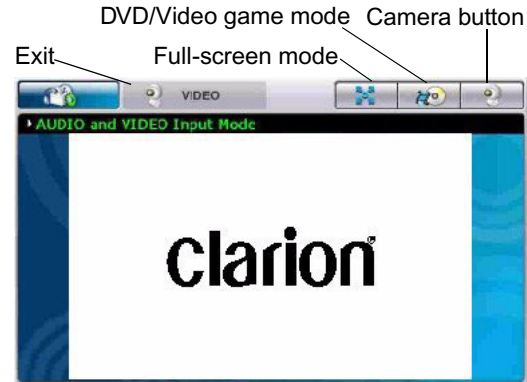 DVD/Video game mode Camera button
Exit Full-screen mode
VIDEO
AUDIO and VIDEO Input Mode
clarion